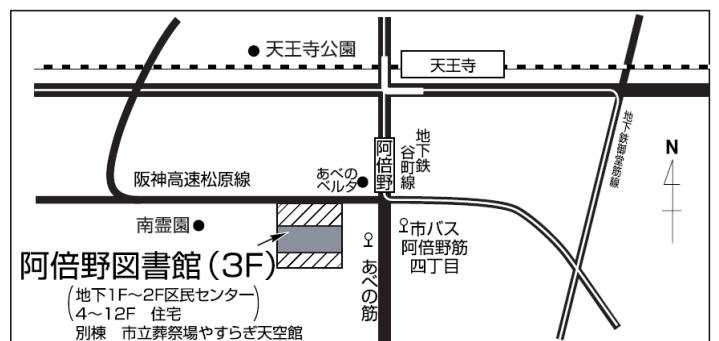 天王寺公園
天王寺
地下鉄御堂筋線
N
地下鉄
谷町線
阿倍野
あべの
ベルタ
阪神高速松原線
南霊園
市バス
阿倍野筋
四丁目
あべの筋
阿倍野図書館(3F)
(地下1F〜2F区民センター)
4〜12F 住宅
別棟 市立葬祭場やすらぎ天空館